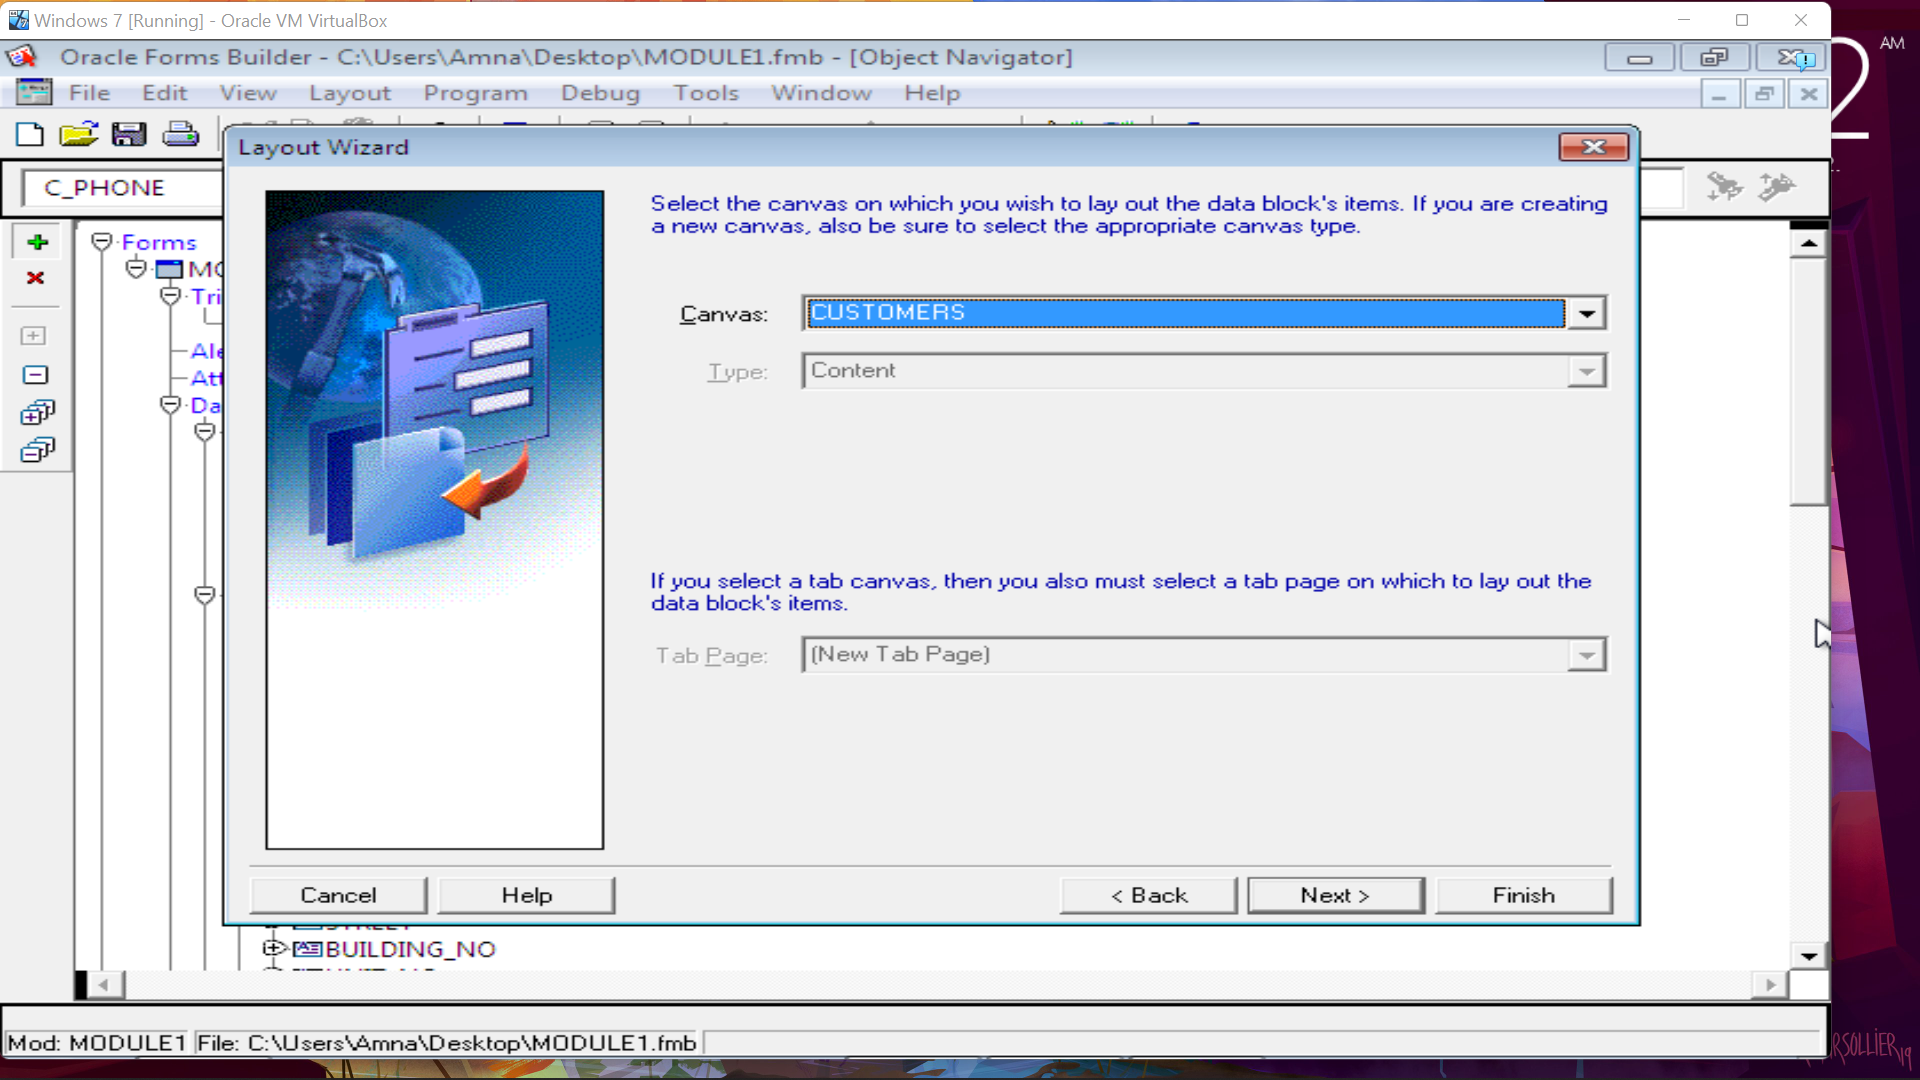 Windows 7 [Running] - Oracle VM VirtualBox
AM
Oracle Forms Builder - C:\Users\Amna\Desktop\MODULE1.fmb - [Object Navigator]
2
File Edit View Layout Program Debug Tools Window Help
Layout Wizard
C_PHONE
Select the canvas on which you wish to lay out the data block's items. If you are creating
a new canvas, also be sure to select the appropriate canvas type.
Forms
Canvas: CUSTOMERS
Type: Content
If you select a tab canvas, then you also must select a tab page on which to lay out the
data block's items.
Tab Page: (New Tab Page)
Cancel Help < Back Next > Finish
BUILDING_NO
Mod: MODULE1 File: C:\Users\Amna\Desktop\MODULE1.fmb